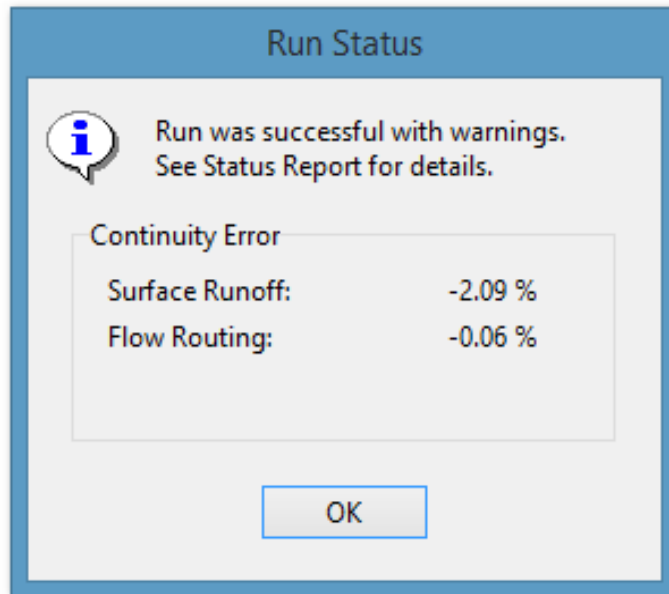 Run Status
Run was successful with warnings.
See Status Report for details.
Continuity Error
Surface Runoff: -2.09 %
Flow Routing: -0.06 %
OK